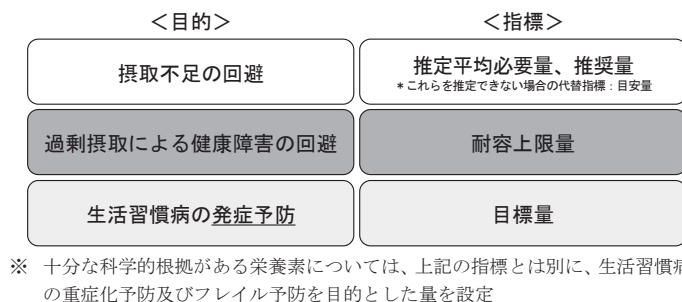 ＜目的＞ ＜指標＞
摂取不足の回避
推定平均必要量、推奨量
＊これらを推定できない場合の代替指標：目安量
過剰摂取による健康障害の回避 耐容上限量
生活習慣病の発症予防 目標量
※ 十分な科学的根拠がある栄養素については、上記の指標とは別に、生活習慣病
の重症化予防及びフレイル予防を目的とした量を設定